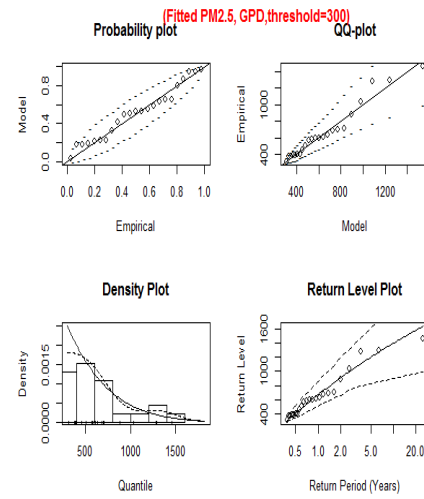 (Fitted PM2.5, GPD,threshold=300)
Probability plot
Model
0.0 0.4 0.8
0.0 0.2 0.4 0.6 0.8 1.0
Empirical
QQ-plot
Empirical
400 1000
400 800 1240
Model
Density Plot
Density
0.0000 0.0015
500 1000 1500
Quantile
Return Level Plot
Return Level
400 1000 1600
0.5 1.0 2.0 5.0 20.0
Return Period (Years)